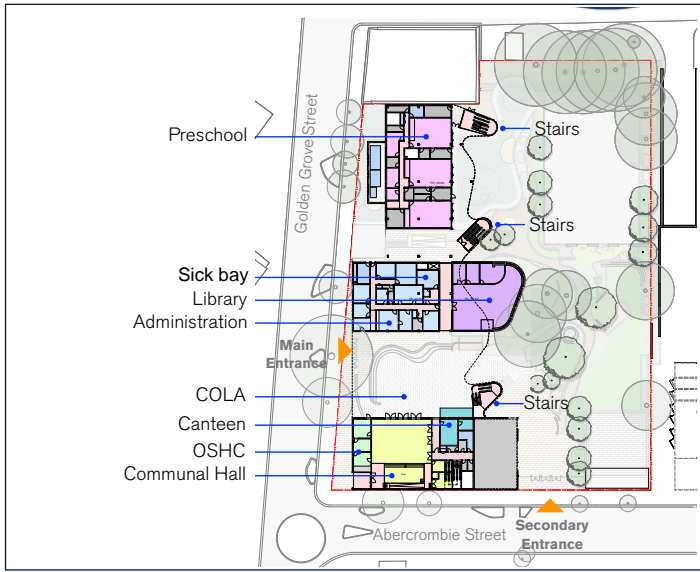 Golden Grove Street
Preschool
Stairs
Stairs
Sick bay
Library
Administration
Main
Entrance
COLA
Stairs
Canteen
OSHC
Communal Hall
Abercrombie Street
Secondary
Entrance